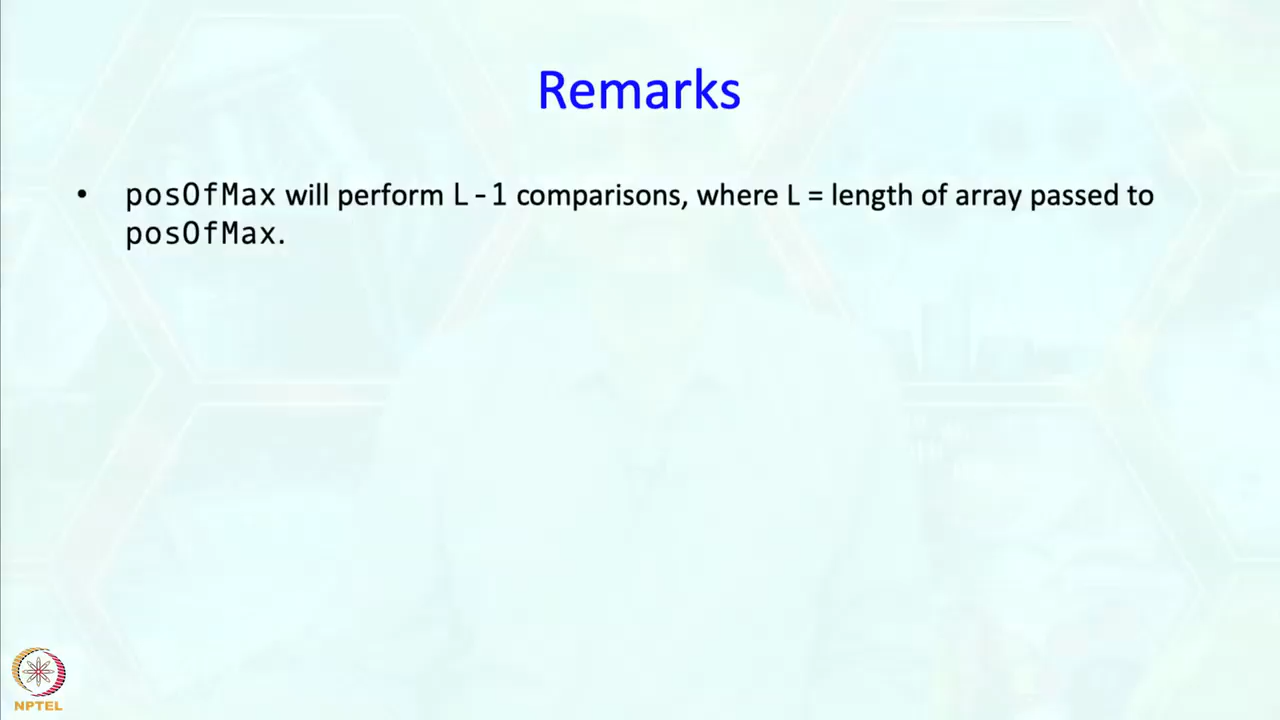 Remarks
• posOfMax will perform L-1 comparisons, where L = length of array passed to
posOfMax.
NPTEL